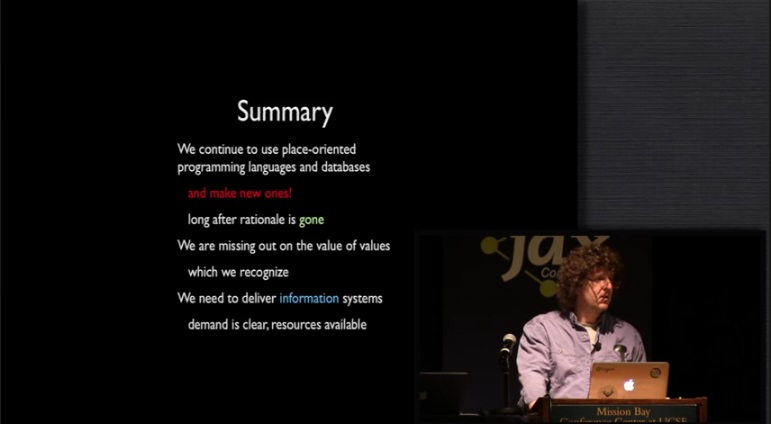 Summary
We continue to use place-oriented
programming languages and databases
and make new ones!
long after rationale is gone
We are missing out on the value of values
which we recognize
We need to deliver information systems
demand is clear, resources available
jax
Con
Mission Bay
Conference Center at UCSF